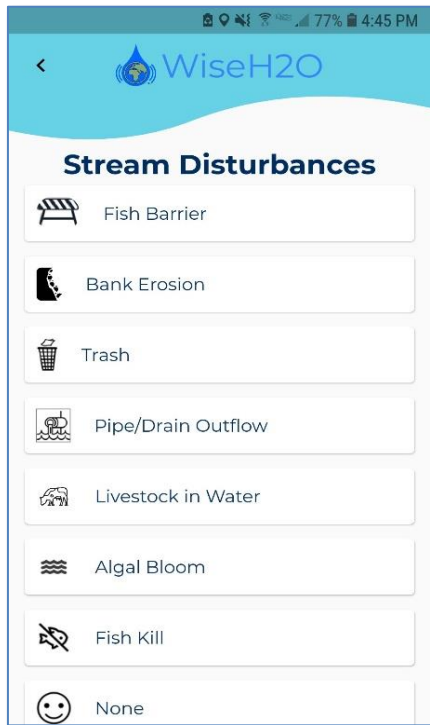 77% 4:45 PM
WiseH2O
Stream Disturbances
Fish Barrier
Bank Erosion
Trash
Pipe/Drain Outflow
Livestock in Water
Algal Bloom
Fish Kill
None